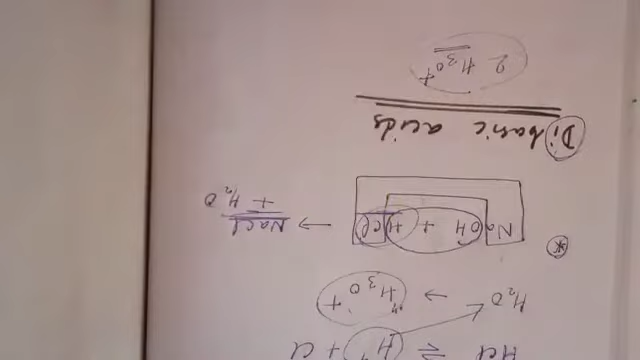 HCl ⇌ H⁺ + Cl
H₂O → "H₃O⁺"
* NaOH + HCl → NaCl + H₂O
Dibasic acids
2 H₃O⁺